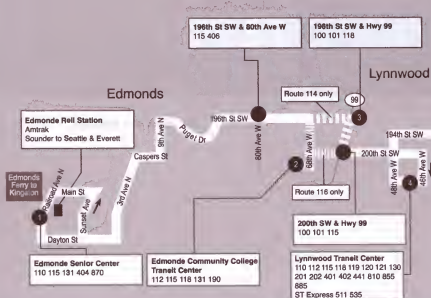 196th St SW & 80th Ave W
115 406
196th St SW & Hwy 99
100 101 118
Edmonds
Lynnwood
Route 114 only
99
3
Edmonde Rell Station
Amtrak
Sounder to Seattle & Everett
9th Ave N
Puget Dr
196th St SW
80th Ave W
68th Ave W
194th St SW
200th St SW
Caspers St
2
Edmonds
Ferry to
Kingston
Railroad Ave N
Main St
Sunset Ave
3rd Ave N
Route 116 only
48th Ave W
46th Ave W
4
1
Dayton St
200th SW & Hwy 99
100 101 115
Edmonds Senior Center
110 115 131 404 870
Edmonds Community College
Transit Center
112 115 118 131 190
Lynnwood Transit Center
110 112 115 118 119 120 121 130
201 202 401 402 441 810 855
885
ST Express 511 535